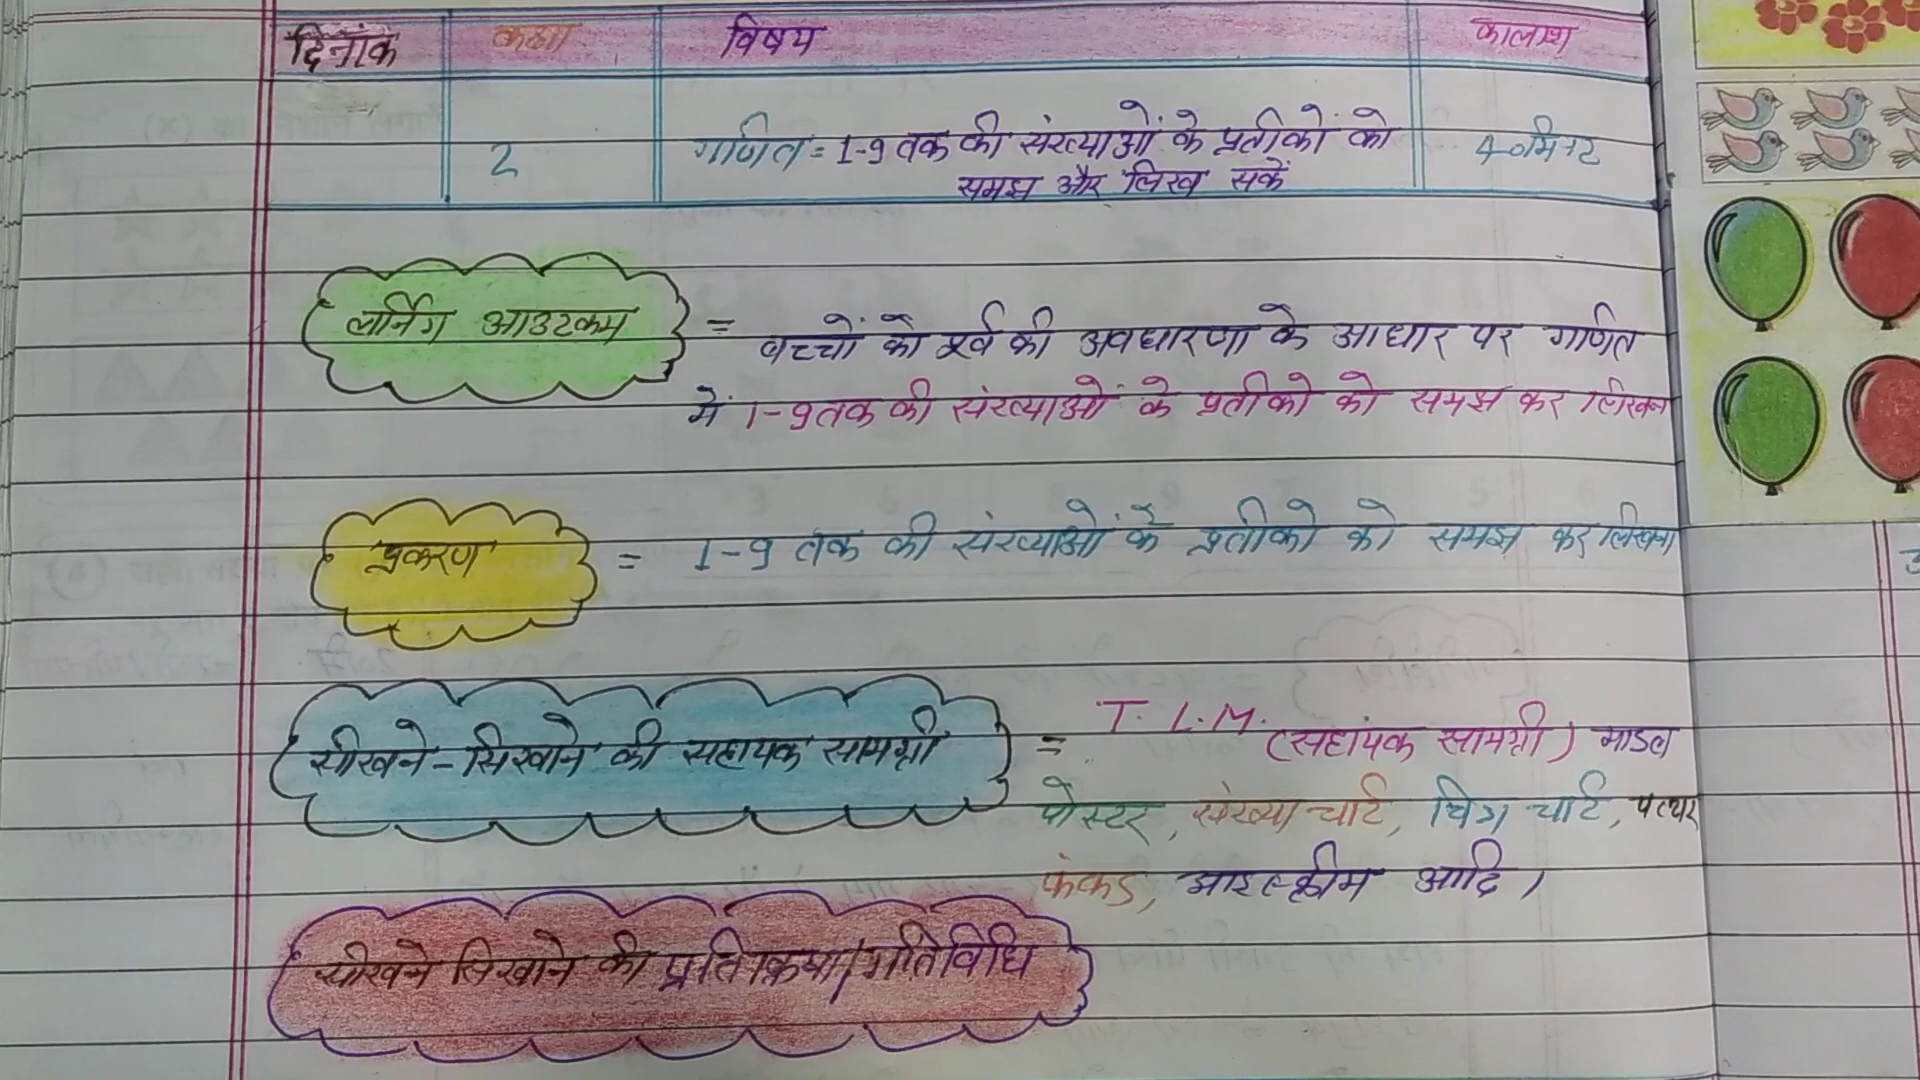 दिनांक कक्षा विषय कालांश
2 गणित = 1-9 तक की संख्याओं के प्रतीकों को 40 मिनट
समझ और लिख सकें
लर्निंग आउटकम = बच्चों को पूर्व की अवधारणा के आधार पर गणित
में 1-9 तक की संख्याओं के प्रतीको को समझ कर लिखना
प्रकरण = 1-9 तक की संख्याओं के प्रतीको को समझ कर लिखना
सीखने-सिखाने की सहायक सामग्री = T.L.M. (सहायक सामग्री) माडल
पोस्टर, संख्या चार्ट, चित्र चार्ट, पत्थर
कंकड, आइस्क्रीम आदि।
सीखने सिखाने की प्रतिक्रिया/गतिविधि